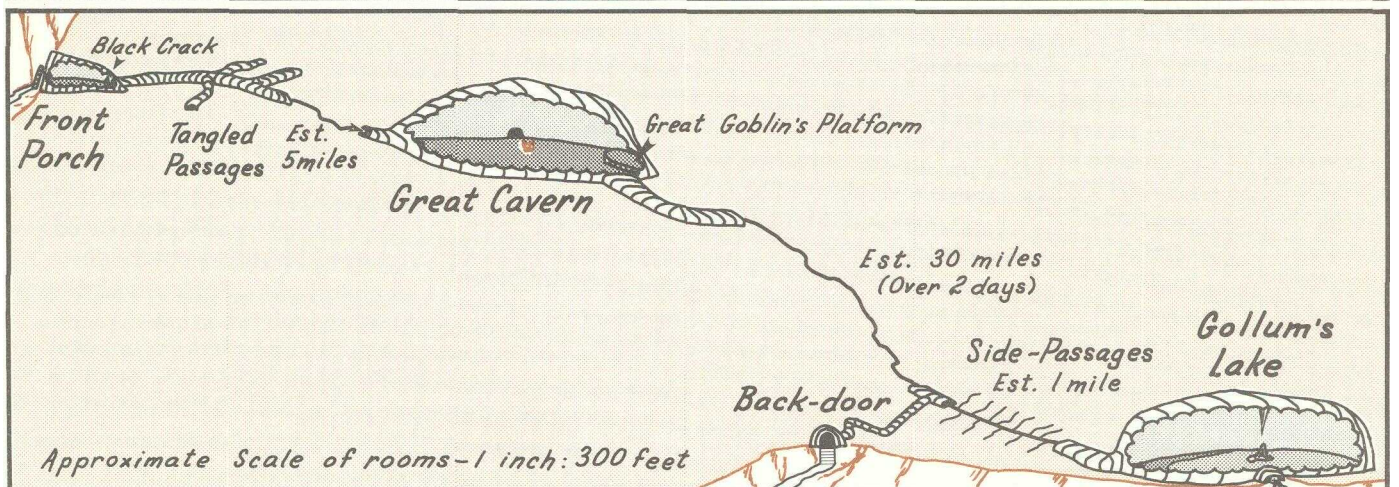 Black Crack
Front
Porch
Tangled
Passages
Est.
5miles
Great Goblin's Platform
Great Cavern
Est. 30 miles
(Over 2 days)
Gollum's
Lake
Side-Passages
Est. 1 mile
Back-door
Approximate Scale of rooms-1 inch: 300 feet